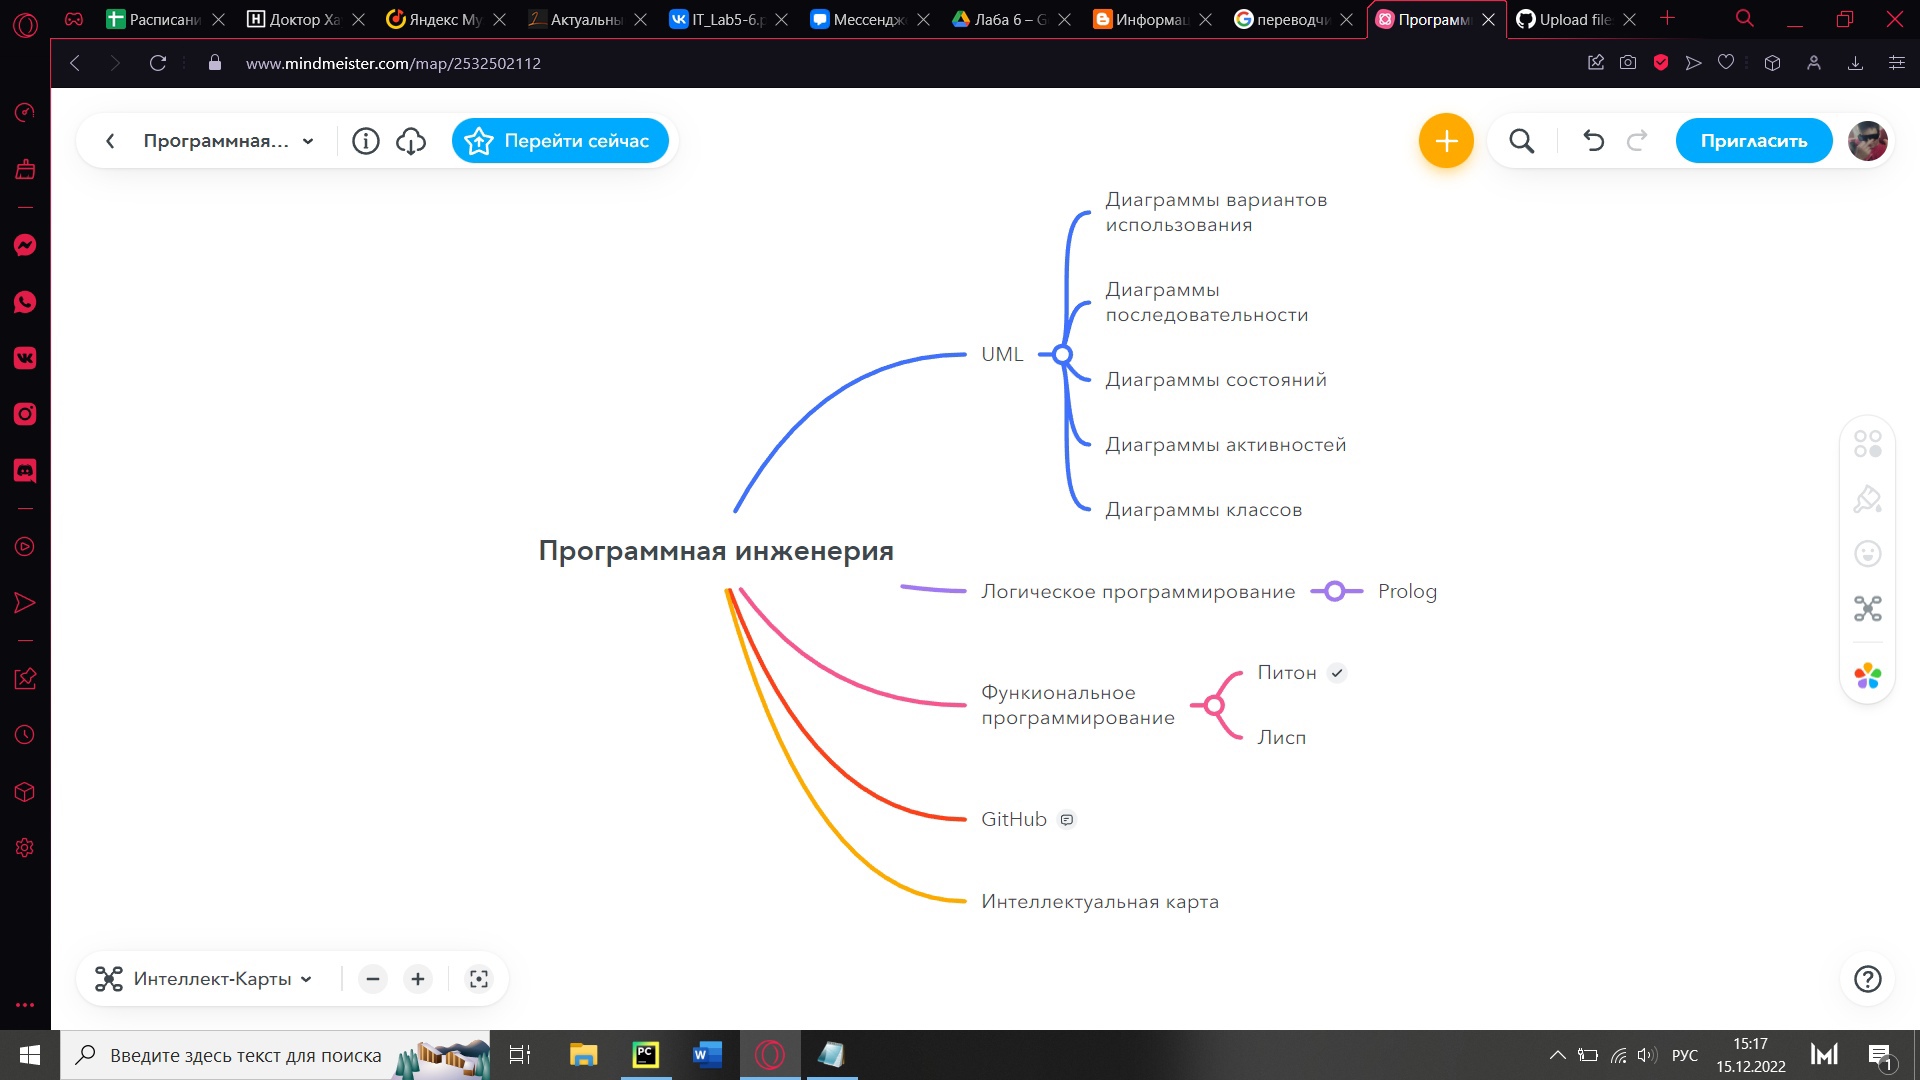 Расписани
Доктор Ха
Яндекс Му
Актуальны
IT_Lab5-6.p
Мессендж
Лаба 6 – G
Информац
переводчи
Программ
Upload file
www.mindmeister.com/map/2532502112
Программная...
Перейти сейчас
Пригласить
Диаграммы вариантов
использования
Диаграммы
последовательности
UML
Диаграммы состояний
Диаграммы активностей
Диаграммы классов
Программная инженерия
Логическое программирование
Prolog
Функиональное
программирование
Питон
Лисп
GitHub
Интеллектуальная карта
Интеллект-Карты
Введите здесь текст для поиска
РУС
15:17
15.12.2022
1